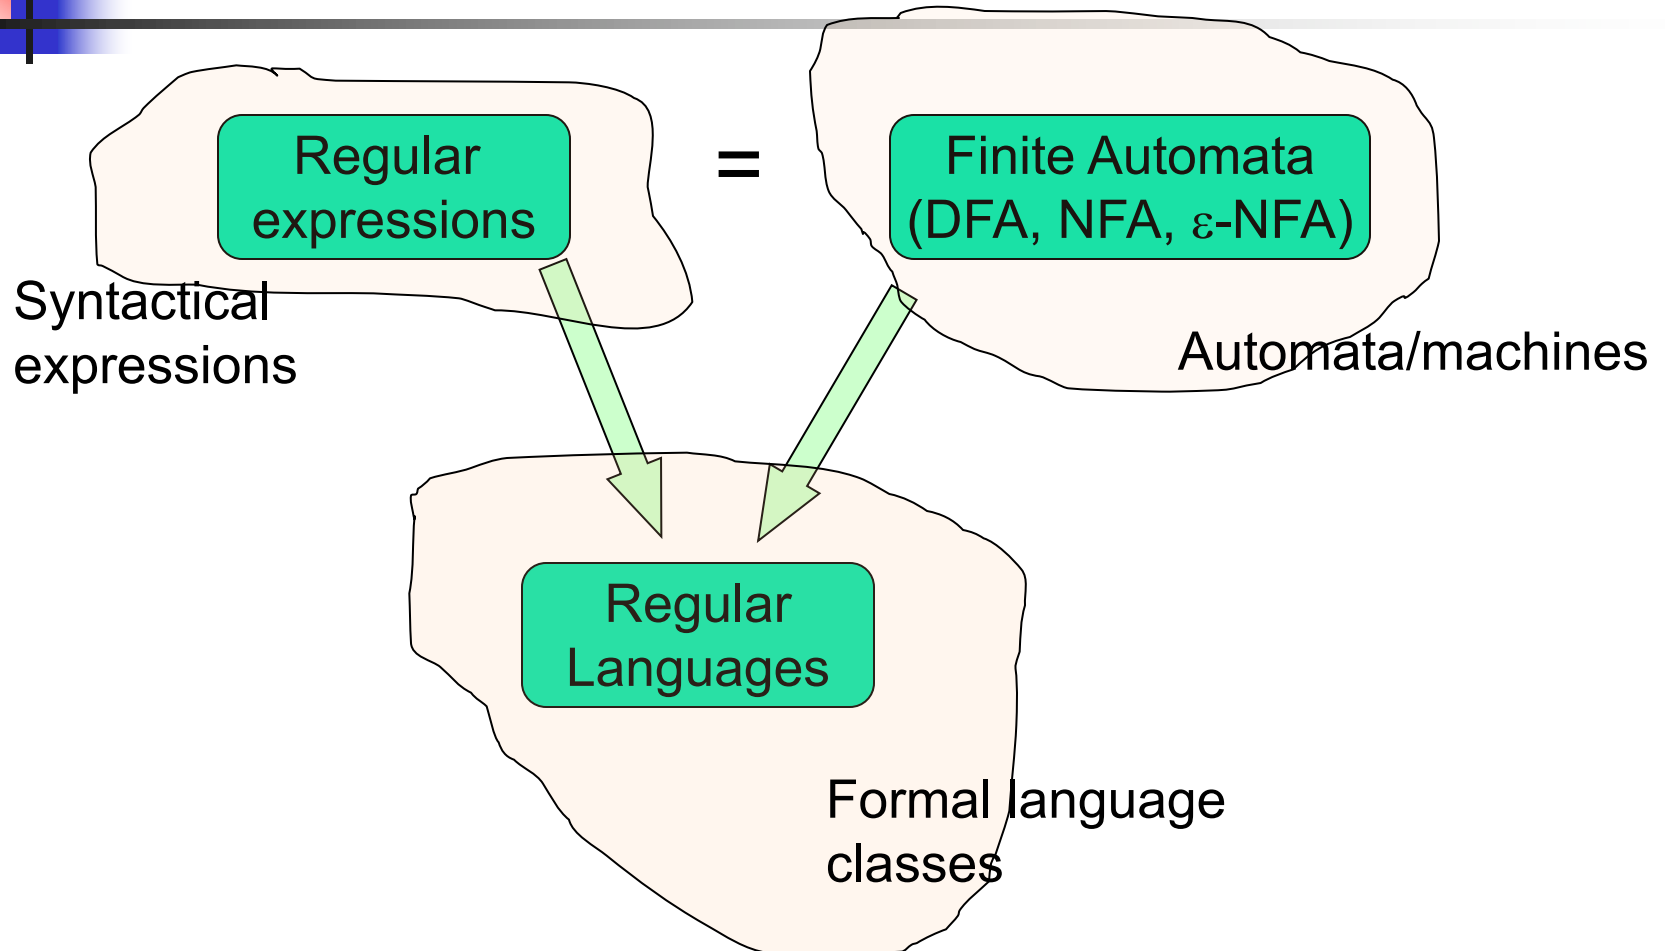 Regular
expressions
=
Finite Automata
(DFA, NFA, ε-NFA)
Syntactical
expressions
Automata/machines
Regular
Languages
Formal language
classes